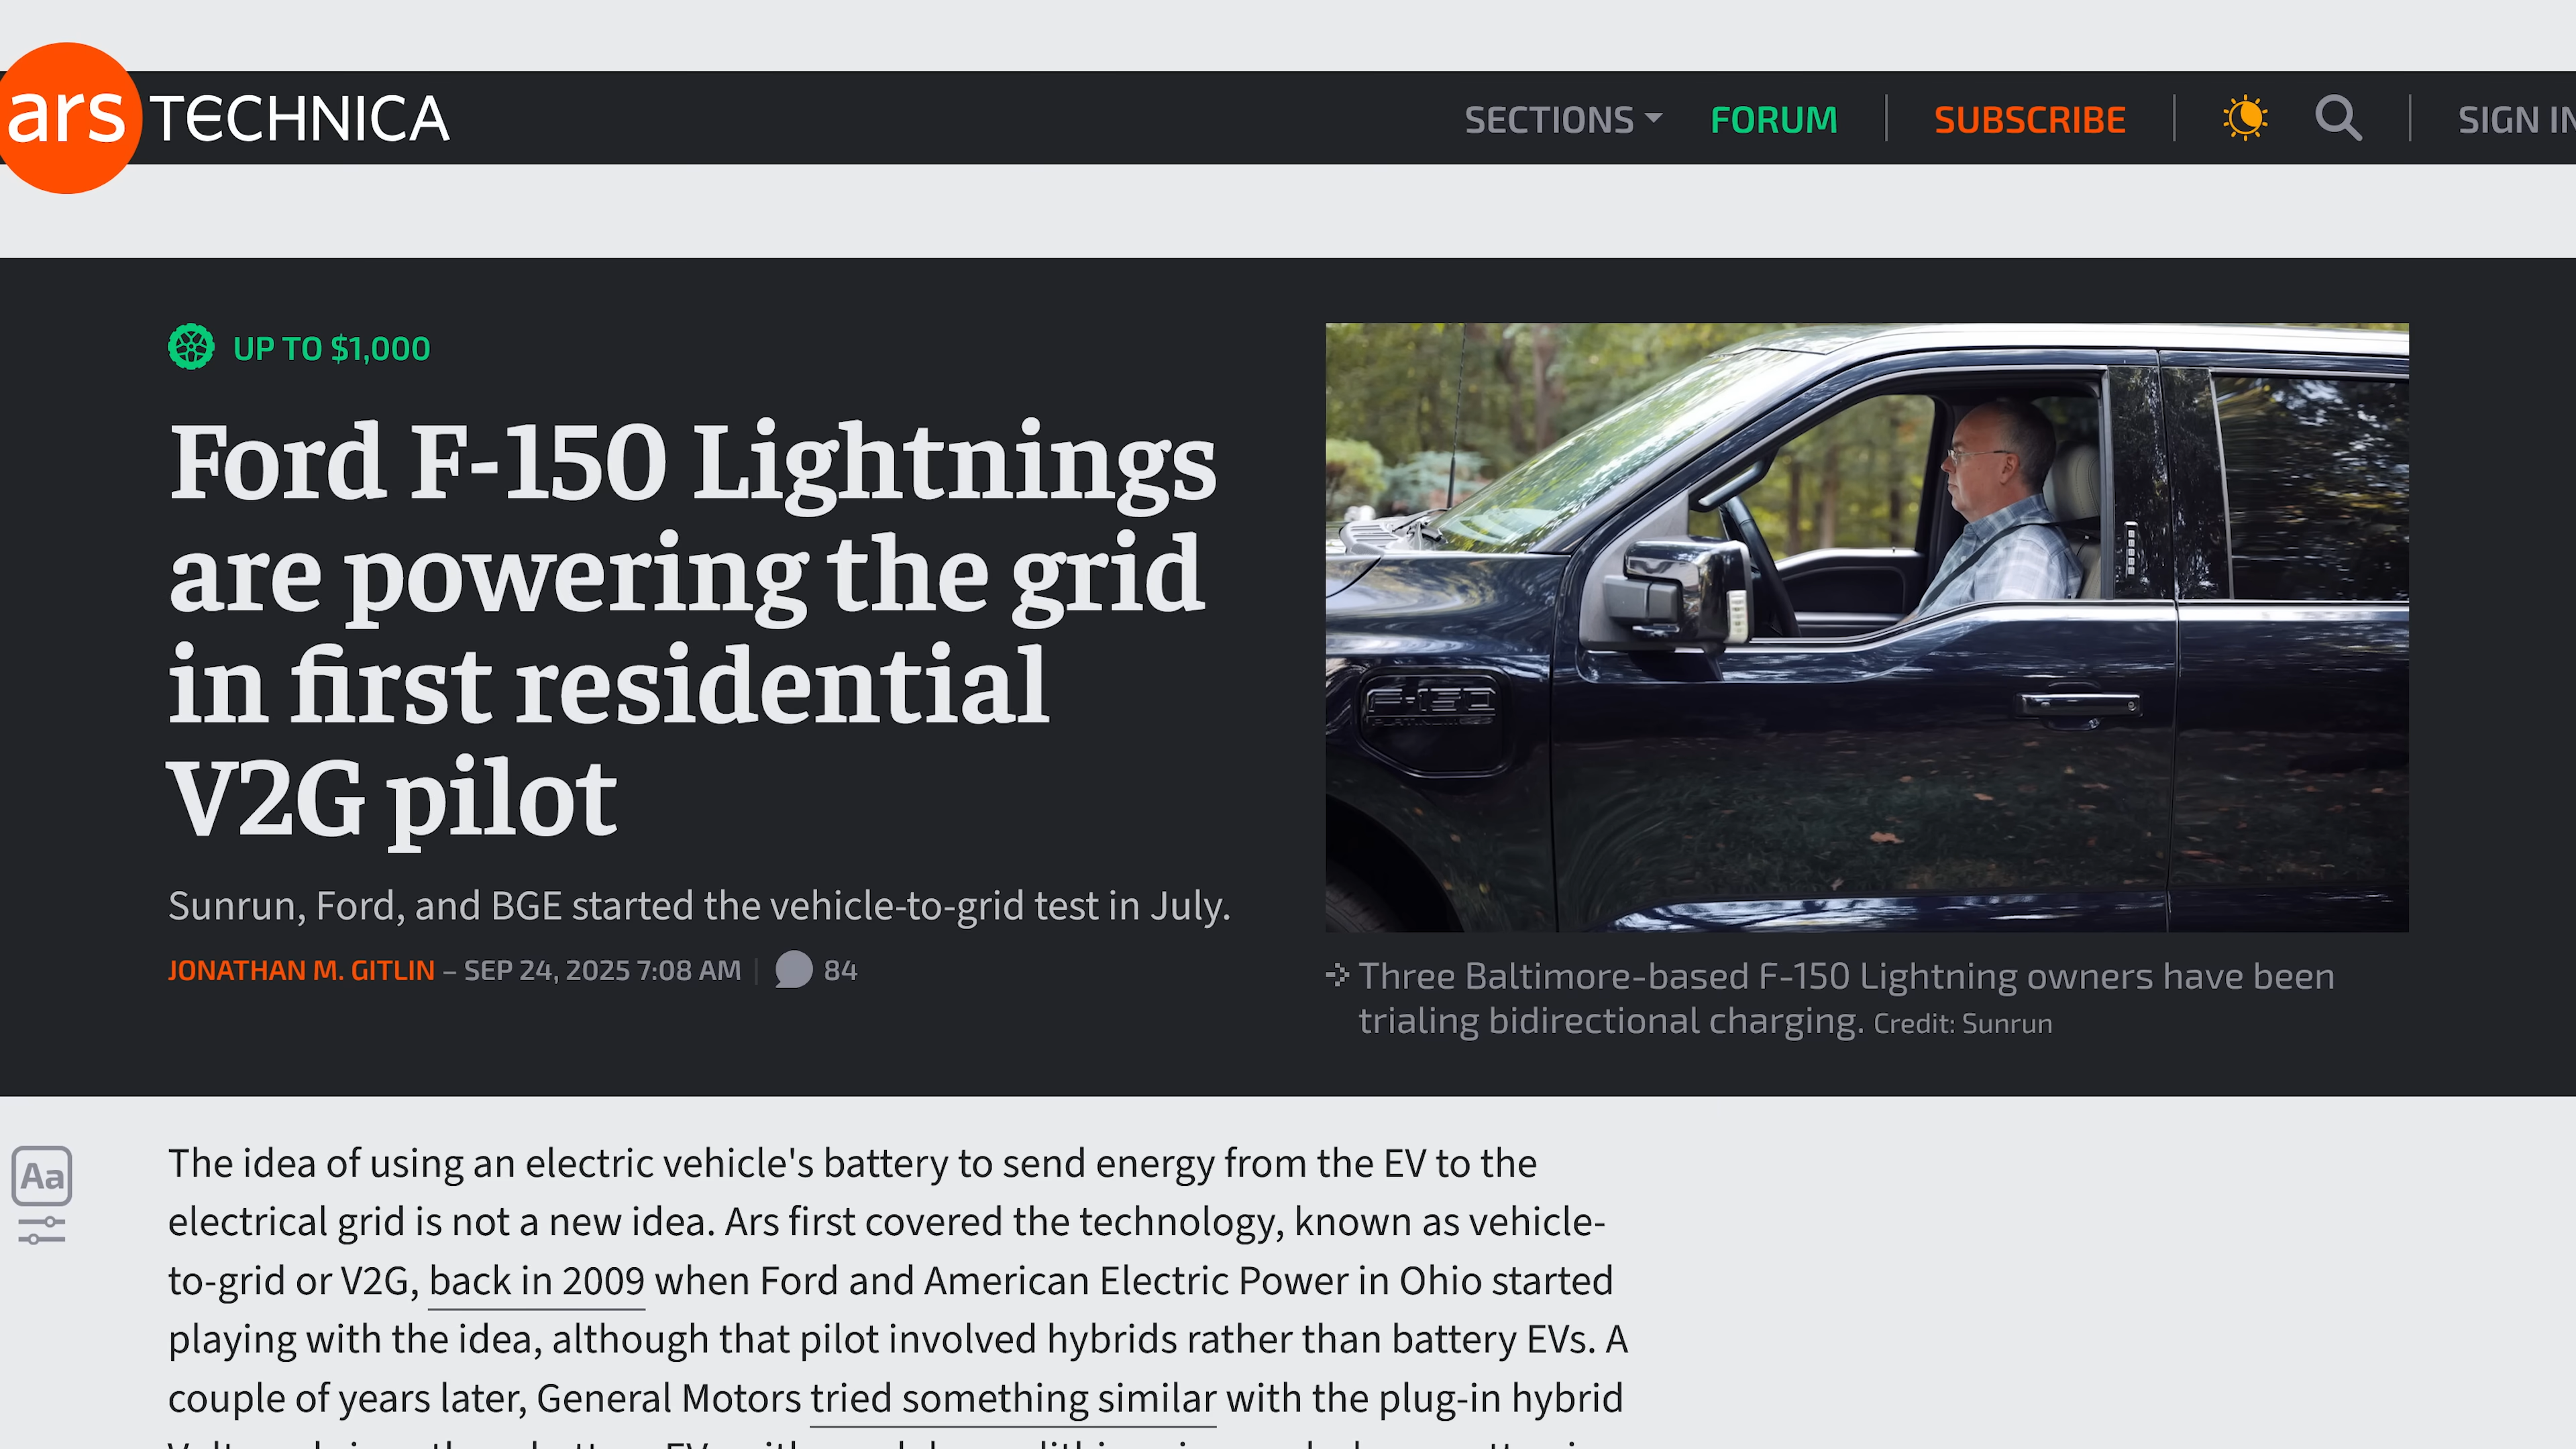 ars TECHNICA
SECTIONS FORUM SUBSCRIBE SIGN IN
UP TO $1,000
Ford F-150 Lightnings
are powering the grid
in first residential
V2G pilot
Sunrun, Ford, and BGE started the vehicle-to-grid test in July.
JONATHAN M. GITLIN – SEP 24, 2025 7:08 AM 84
F-150
PLATINUM
Three Baltimore-based F-150 Lightning owners have been
trialing bidirectional charging. Credit: Sunrun
Aa
The idea of using an electric vehicle's battery to send energy from the EV to the
electrical grid is not a new idea. Ars first covered the technology, known as vehicle-
to-grid or V2G, back in 2009 when Ford and American Electric Power in Ohio started
playing with the idea, although that pilot involved hybrids rather than battery EVs. A
couple of years later, General Motors tried something similar with the plug-in hybrid